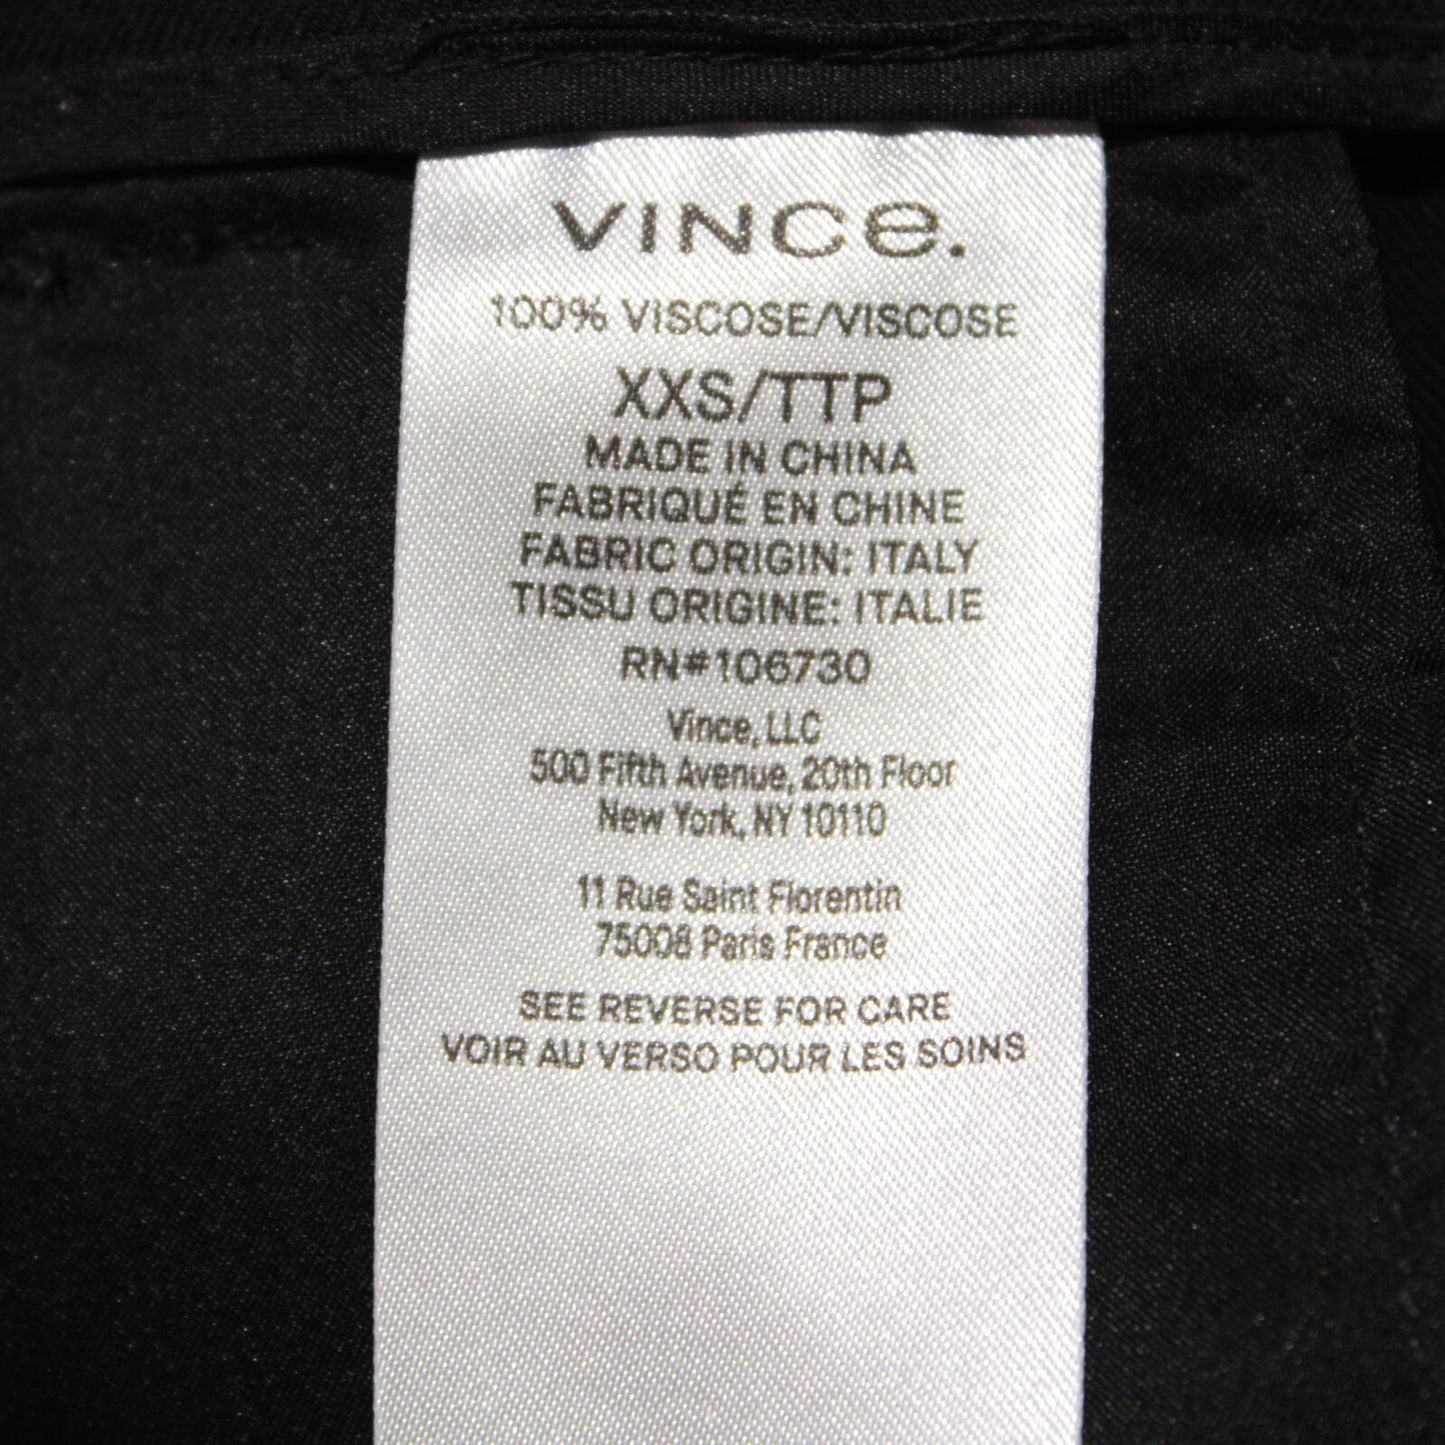 VINCe.
100% VISCOSE/VISCOSE
XXS/TTP
MADE IN CHINA
FABRIQUÉ EN CHINE
FABRIC ORIGIN: ITALY
TISSU ORIGINE: ITALIE
RN#106730
Vince, LLC
500 Fifth Avenue, 20th Floor
New York, NY 10110
11 Rue Saint Florentin
75008 Paris France
SEE REVERSE FOR CARE
VOIR AU VERSO POUR LES SOINS